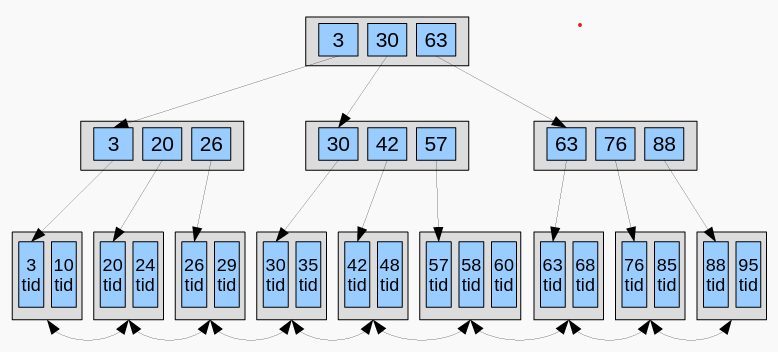 3 30 63
3 20 26 30 42 57 63 76 88
3 10 20 24 26 29 30 35 42 48 57 58 60 63 68 76 85 88 95
tid tid tid tid tid tid tid tid tid tid tid tid tid tid tid tid tid tid tid